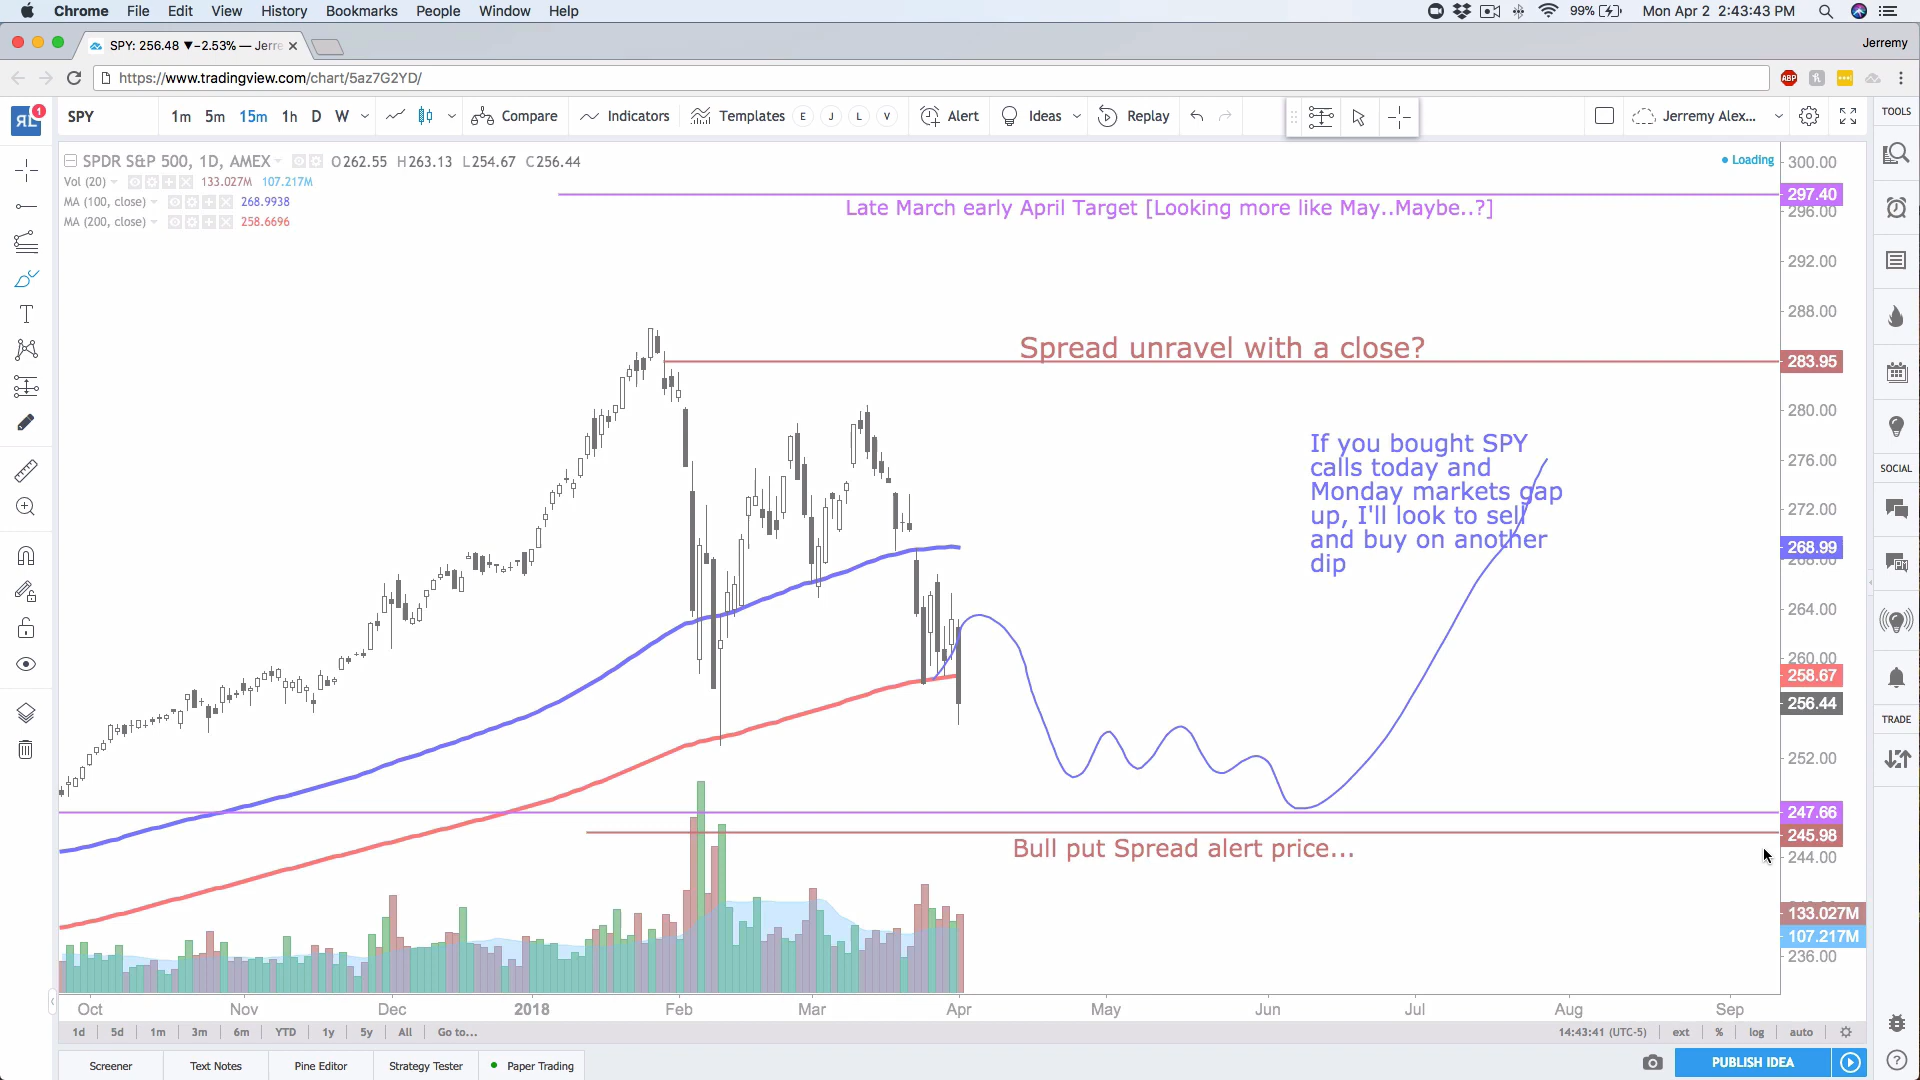 Chrome File Edit View History Bookmarks People Window Help
99% Mon Apr 2 2:43:43 PM
SPY: 256.48 ▼-2.53% — Jerre
Jerremy
https://www.tradingview.com/chart/5az7G2YD/
ABP
1
SPY 1m 5m 15m 1h D W Compare Indicators Templates E J L V Alert Ideas Replay Jeremy Alex...
TOOLS
SPDR S&P 500, 1D, AMEX O262.55 H263.13 L254.67 C256.44
Loading
Vol (20) 133.027M 107.217M
MA (100, close) 268.9938
MA (200, close) 258.6696
Late March early April Target [Looking more like May..Maybe..?]
Spread unravel with a close?
If you bought SPY
calls today and
Monday markets gap
up, I'll look to sell
and buy on another
dip
Bull put Spread alert price...
300.00
297.40
296.00
292.00
288.00
283.95
280.00
276.00
272.00
268.99
268.00
264.00
260.00
258.67
256.44
252.00
247.66
245.98
244.00
133.027M
107.217M
236.00
SOCIAL
TRADE
Oct Nov Dec 2018 Feb Mar Apr May Jun Jul Aug Sep
1d 5d 1m 3m 6m YTD 1y 5y All Go to... 14:43:41 (UTC-5) ext % log auto
Screener Text Notes Pine Editor Strategy Tester Paper Trading PUBLISH IDEA